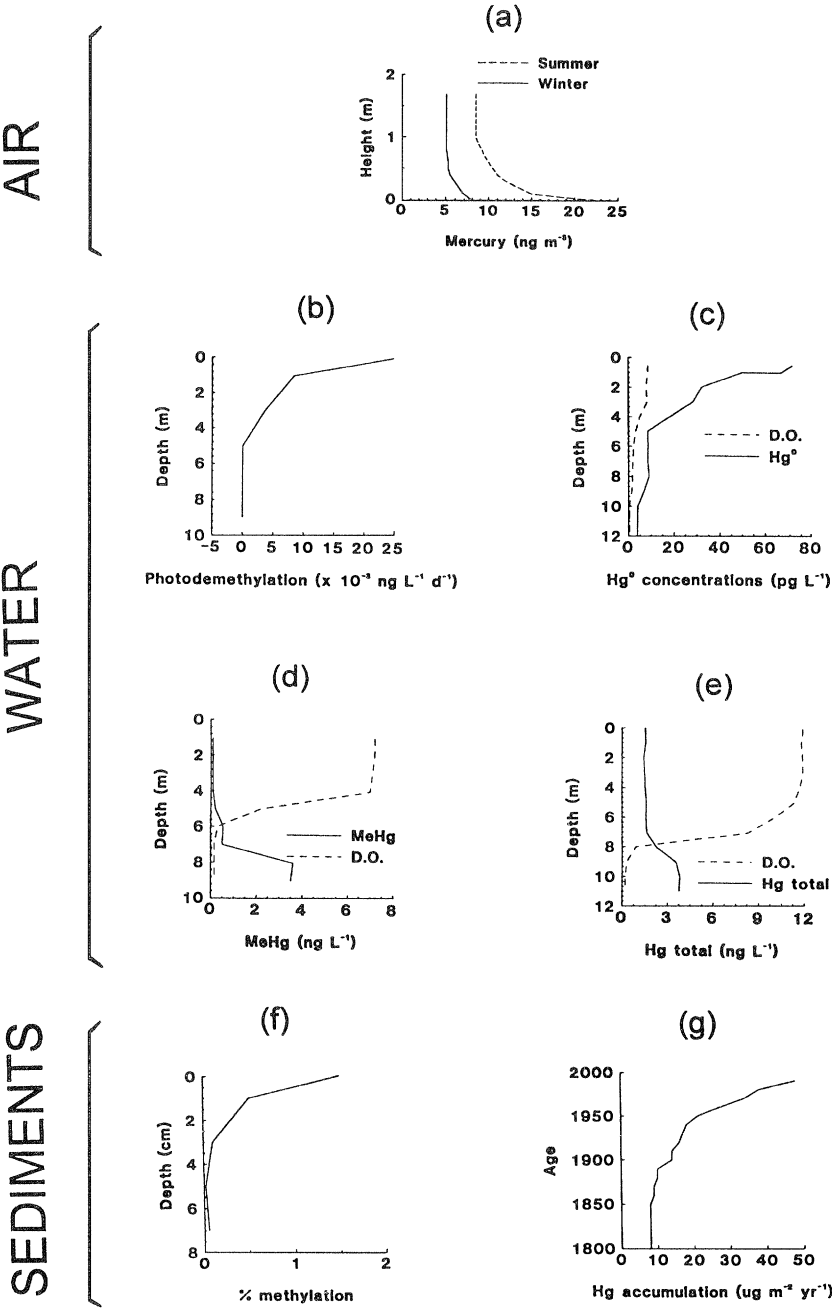 AIR
(a)
Summer
Winter
2
1
0
Height (m)
0 5 10 15 20 25
Mercury (ng m⁻³)
WATER
(b)
0
2
4
6
8
10
Depth (m)
-5 0 5 10 15 20 25
Photodemethylation (x 10⁻³ ng L⁻¹ d⁻¹)
(c)
0
2
4
6
8
10
12
Depth (m)
D.O.
Hg°
0 20 40 60 80
Hg° concentrations (pg L⁻¹)
(d)
0
2
4
6
8
10
Depth (m)
MeHg
D.O.
0 2 4 6 8
MeHg (ng L⁻¹)
(e)
0
2
4
6
8
10
12
Depth (m)
D.O.
Hg total
0 3 6 9 12
Hg total (ng L⁻¹)
SEDIMENTS
(f)
0
2
4
6
8
Depth (cm)
0 1 2
% methylation
(g)
2000
1950
1900
1850
1800
Age
0 10 20 30 40 50
Hg accumulation (ug m⁻² yr⁻¹)